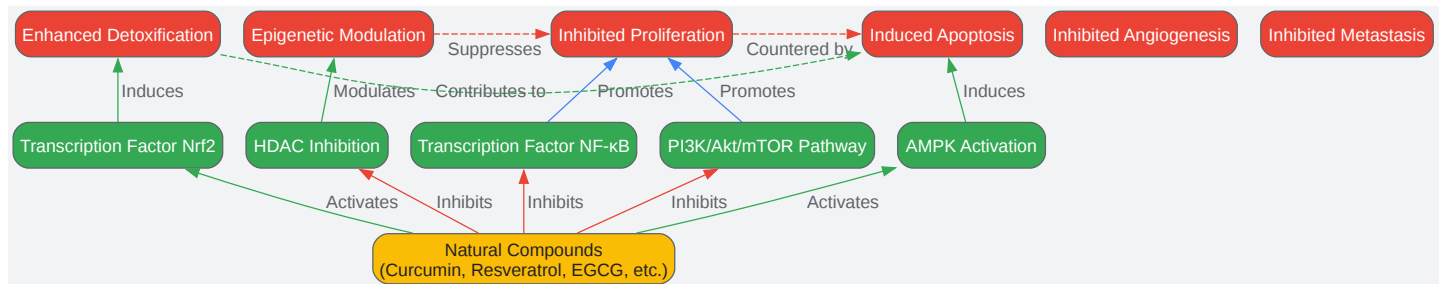 Enhanced Detoxification
Epigenetic Modulation
Suppresses
Inhibited Proliferation
Countered by
Induced Apoptosis
Inhibited Angiogenesis
Inhibited Metastasis
Induces
Modulates
Contributes to
Promotes
Promotes
Induces
Transcription Factor Nrf2
HDAC Inhibition
Transcription Factor NF-κB
PI3K/Akt/mTOR Pathway
AMPK Activation
Activates
Inhibits
Inhibits
Inhibits
Activates
Natural Compounds
(Curcumin, Resveratrol, EGCG, etc.)